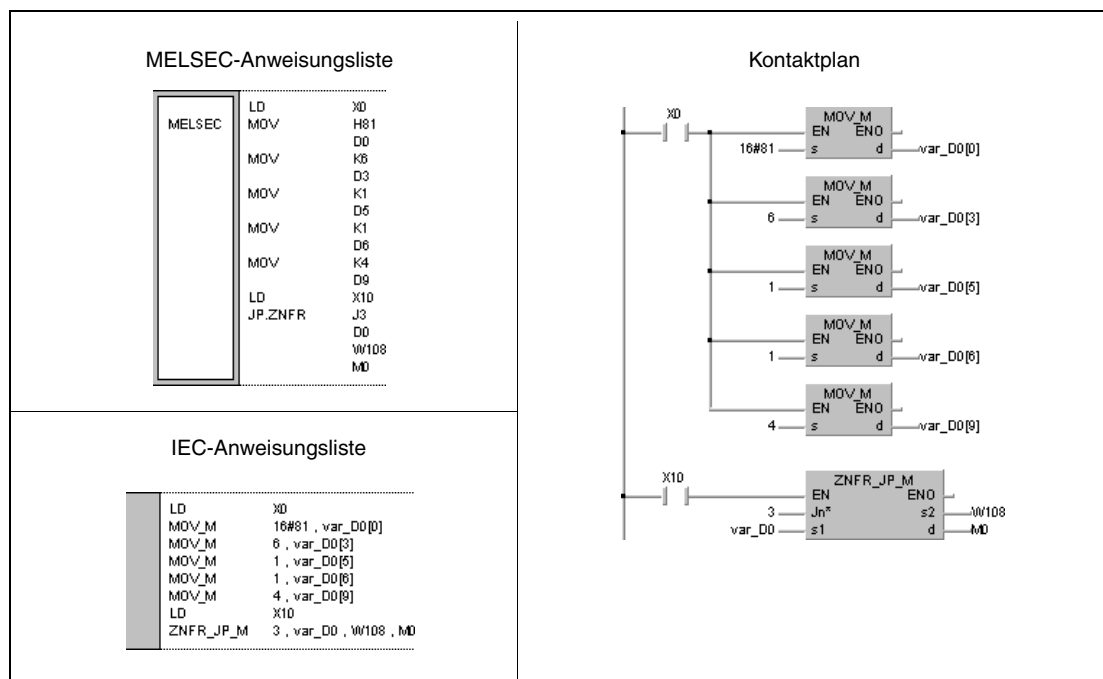 MELSEC-Anweisungsliste
MELSEC
LD X0
MOV H81
D0
MOV K6
D3
MOV K1
D5
MOV K1
D6
MOV K4
D9
LD X10
JP.ZNFR J3
D0
W108
M0
IEC-Anweisungsliste
LD X0
MOV_M 16#81 , var_D0[0]
MOV_M 6 , var_D0[3]
MOV_M 1 , var_D0[5]
MOV_M 1 , var_D0[6]
MOV_M 4 , var_D0[9]
LD X10
ZNFR_JP_M 3 , var_D0 , W108 , M0
Kontaktplan
X0
MOV_M
EN ENO
16#81 s d var_D0[0]
MOV_M
EN ENO
6 s d var_D0[3]
MOV_M
EN ENO
1 s d var_D0[5]
MOV_M
EN ENO
1 s d var_D0[6]
MOV_M
EN ENO
4 s d var_D0[9]
X10
ZNFR_JP_M
EN ENO
3 Jn* s2 W108
var_D0 s1 d M0